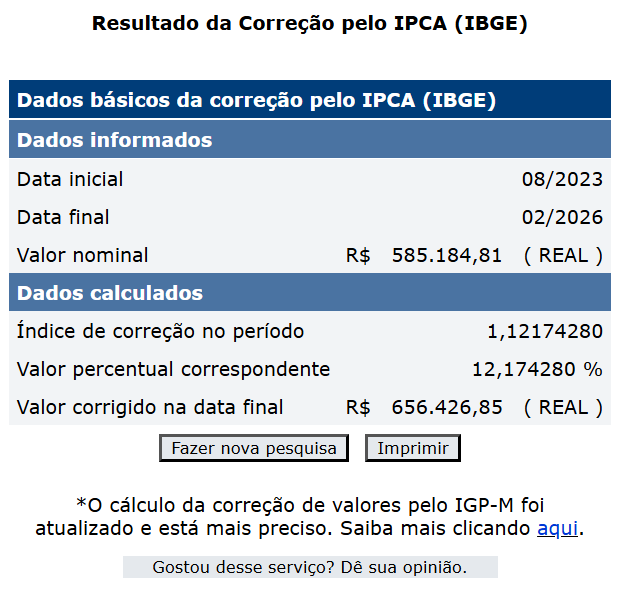 Resultado da Correção pelo IPCA (IBGE)
Dados básicos da correção pelo IPCA (IBGE)
Dados informados
Data inicial 08/2023
Data final 02/2026
Valor nominal R$ 585.184,81 ( REAL )
Dados calculados
Índice de correção no período 1,12174280
Valor percentual correspondente 12,174280 %
Valor corrigido na data final R$ 656.426,85 ( REAL )
Fazer nova pesquisa Imprimir
*O cálculo da correção de valores pelo IGP-M foi
atualizado e está mais preciso. Saiba mais clicando aqui.
Gostou desse serviço? Dê sua opinião.